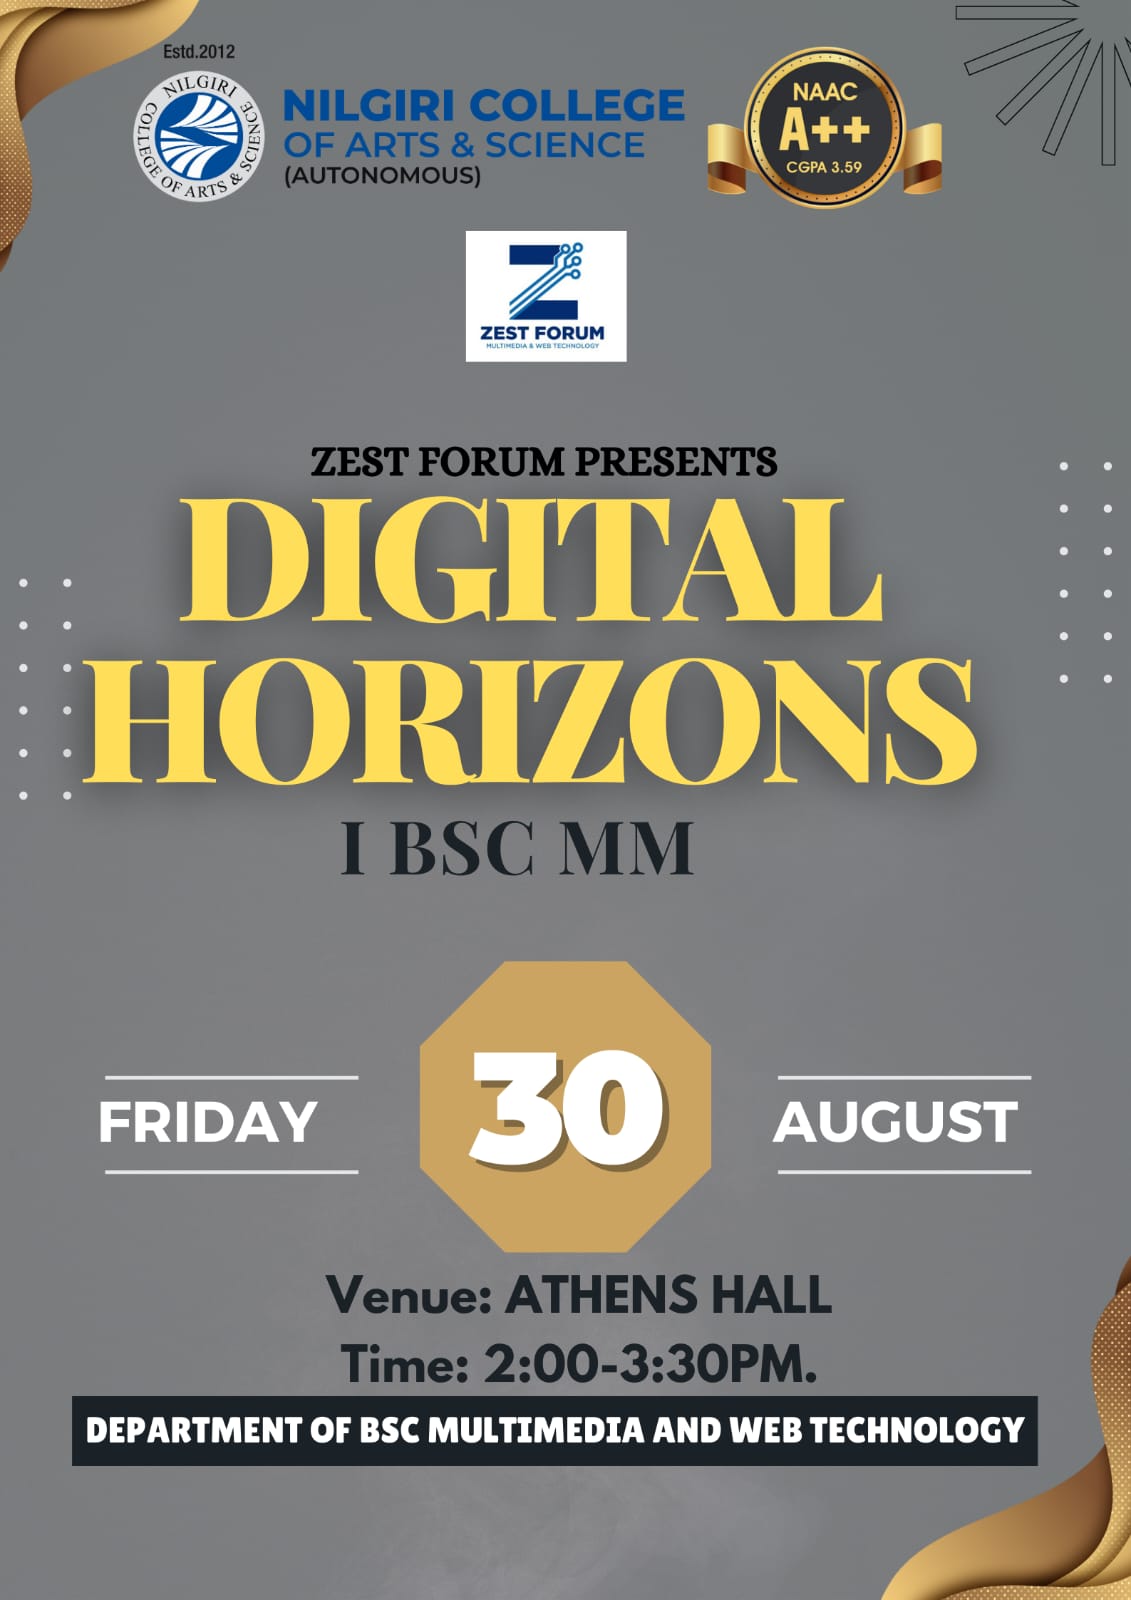 Estd.2012
NILGIRI COLLEGE OF ARTS & SCIENCE
NILGIRI COLLEGE
OF ARTS & SCIENCE
(AUTONOMOUS)
NAAC
A++
CGPA 3.59
ZEST FORUM
MULTIMEDIA & WEB TECHNOLOGY
ZEST FORUM PRESENTS
DIGITAL
HORIZONS
I BSC MM
FRIDAY
30
AUGUST
Venue: ATHENS HALL
Time: 2:00-3:30PM.
DEPARTMENT OF BSC MULTIMEDIA AND WEB TECHNOLOGY